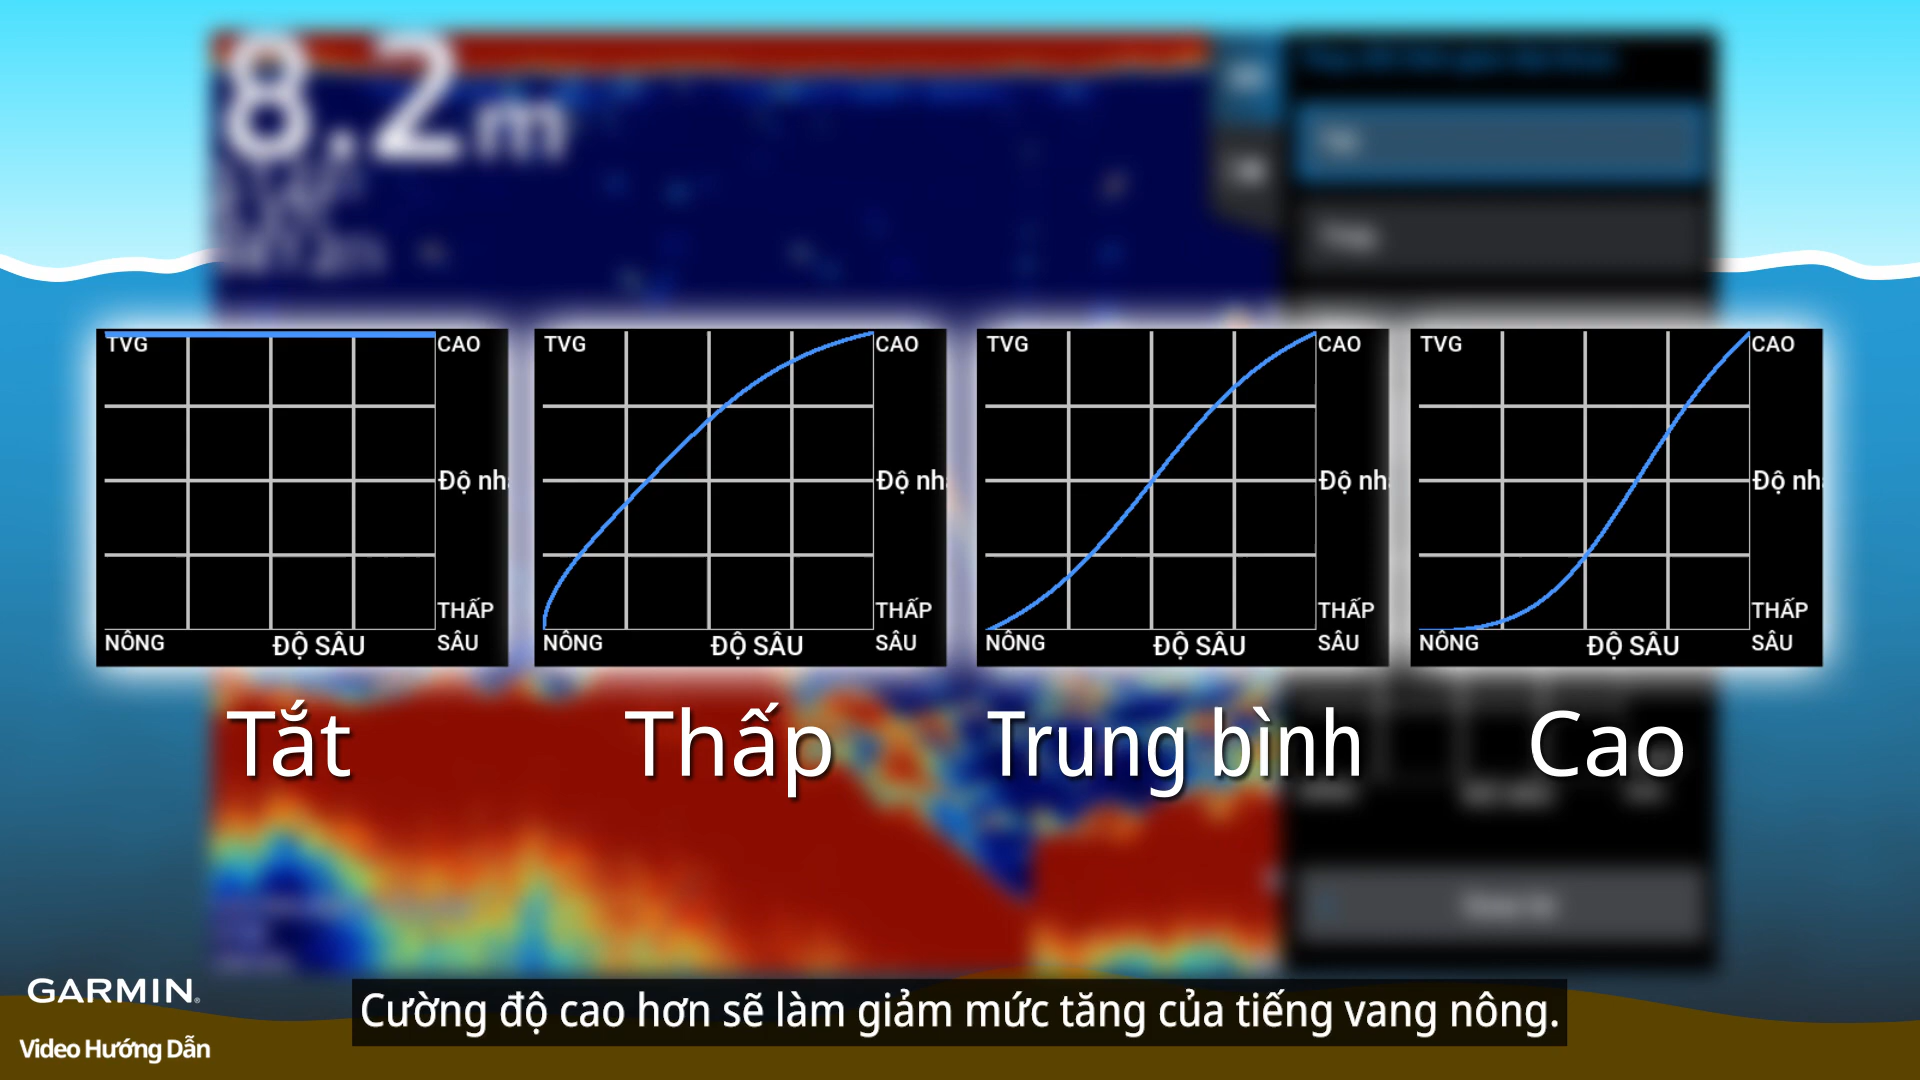 8.2m
TVG
CAO
Độ nh
THẤP
NÔNG
ĐỘ SÂU
SÂU
TVG
CAO
Độ nh
THẤP
NÔNG
ĐỘ SÂU
SÂU
TVG
CAO
Độ nh
THẤP
NÔNG
ĐỘ SÂU
SÂU
TVG
CAO
Độ nh
THẤP
NÔNG
ĐỘ SÂU
SÂU
Tắt
Thấp
Trung bình
Cao
GARMIN®
Cường độ cao hơn sẽ làm giảm mức tăng của tiếng vang nông.
Video Hướng Dẫn